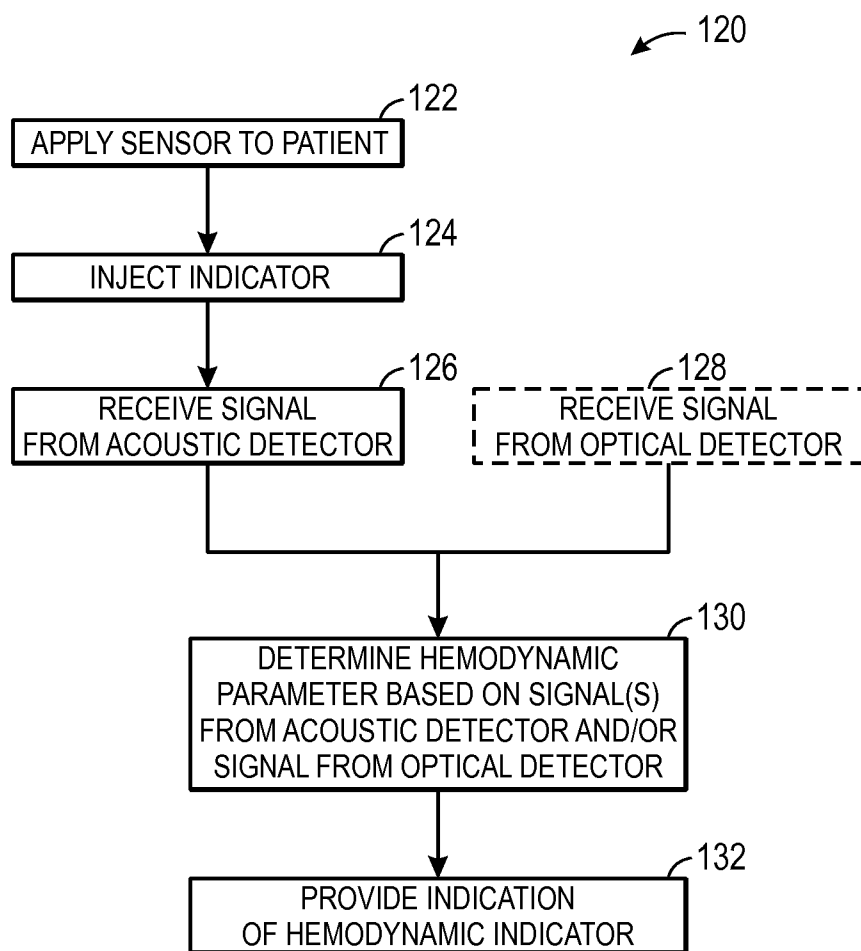 120
122
APPLY SENSOR TO PATIENT
124
INJECT INDICATOR
126
RECEIVE SIGNAL
FROM ACOUSTIC DETECTOR
128
RECEIVE SIGNAL
FROM OPTICAL DETECTOR
130
DETERMINE HEMODYNAMIC
PARAMETER BASED ON SIGNAL(S)
FROM ACOUSTIC DETECTOR AND/OR
SIGNAL FROM OPTICAL DETECTOR
132
PROVIDE INDICATION
OF HEMODYNAMIC INDICATOR